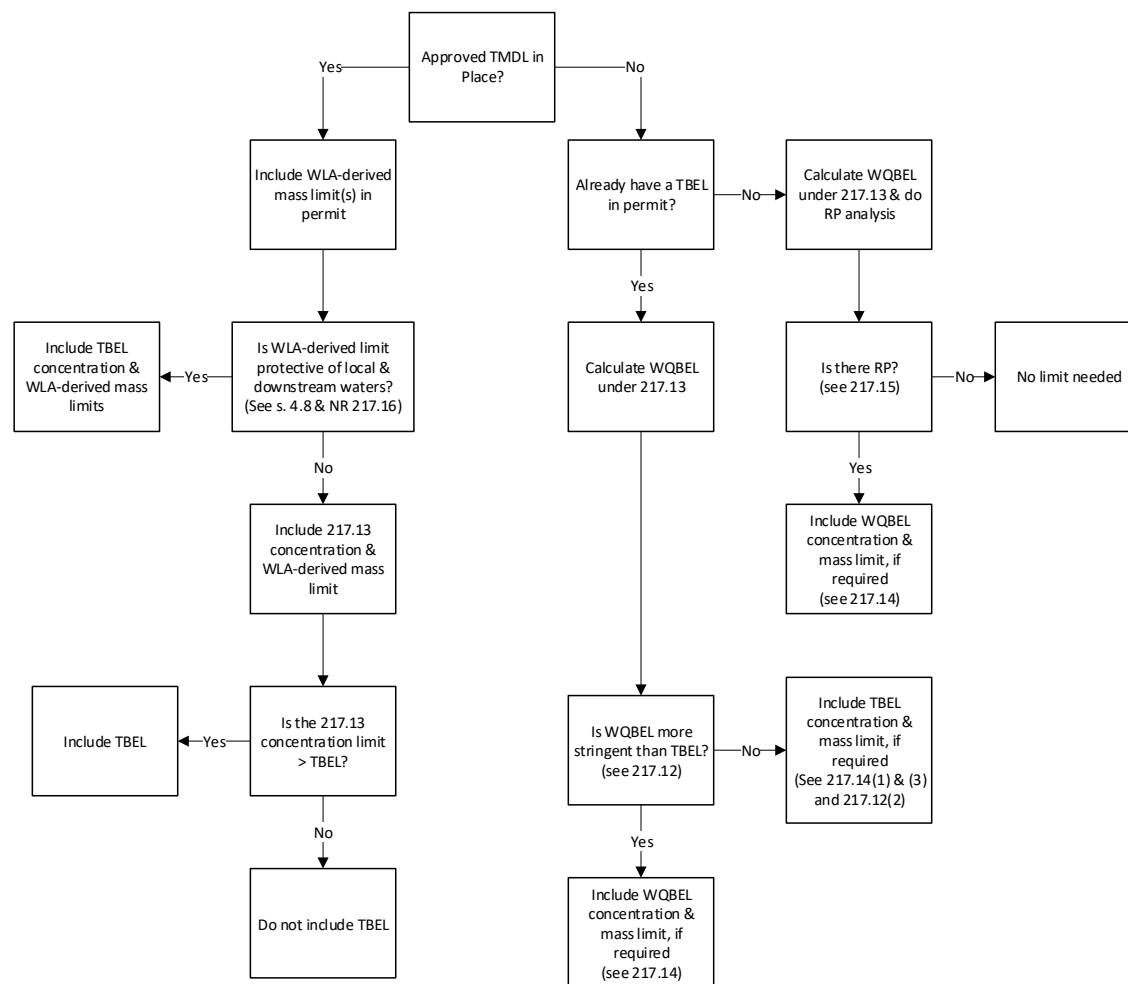 Approved TMDL in
Place?
Yes
No
Include WLA-derived
mass limit(s) in
permit
Already have a TBEL
in permit?
No
Calculate WQBEL
under 217.13 & do
RP analysis
Yes
Include TBEL
concentration &
WLA-derived mass
limits
Yes
Is WLA-derived limit
protective of local &
downstream waters?
(See s. 4.8 & NR 217.16)
Calculate WQBEL
under 217.13
Is there RP?
(see 217.15)
No
No limit needed
No
Yes
Include 217.13
concentration &
WLA-derived mass
limit
Include WQBEL
concentration &
mass limit, if
required
(see 217.14)
Include TBEL
Yes
Is the 217.13
concentration limit
> TBEL?
Is WQBEL more
stringent than TBEL?
(see 217.12)
No
Include TBEL
concentration &
mass limit, if
required
(See 217.14(1) & (3)
and 217.12(2)
No
Yes
Do not include TBEL
Include WQBEL
concentration &
mass limit, if
required
(see 217.14)